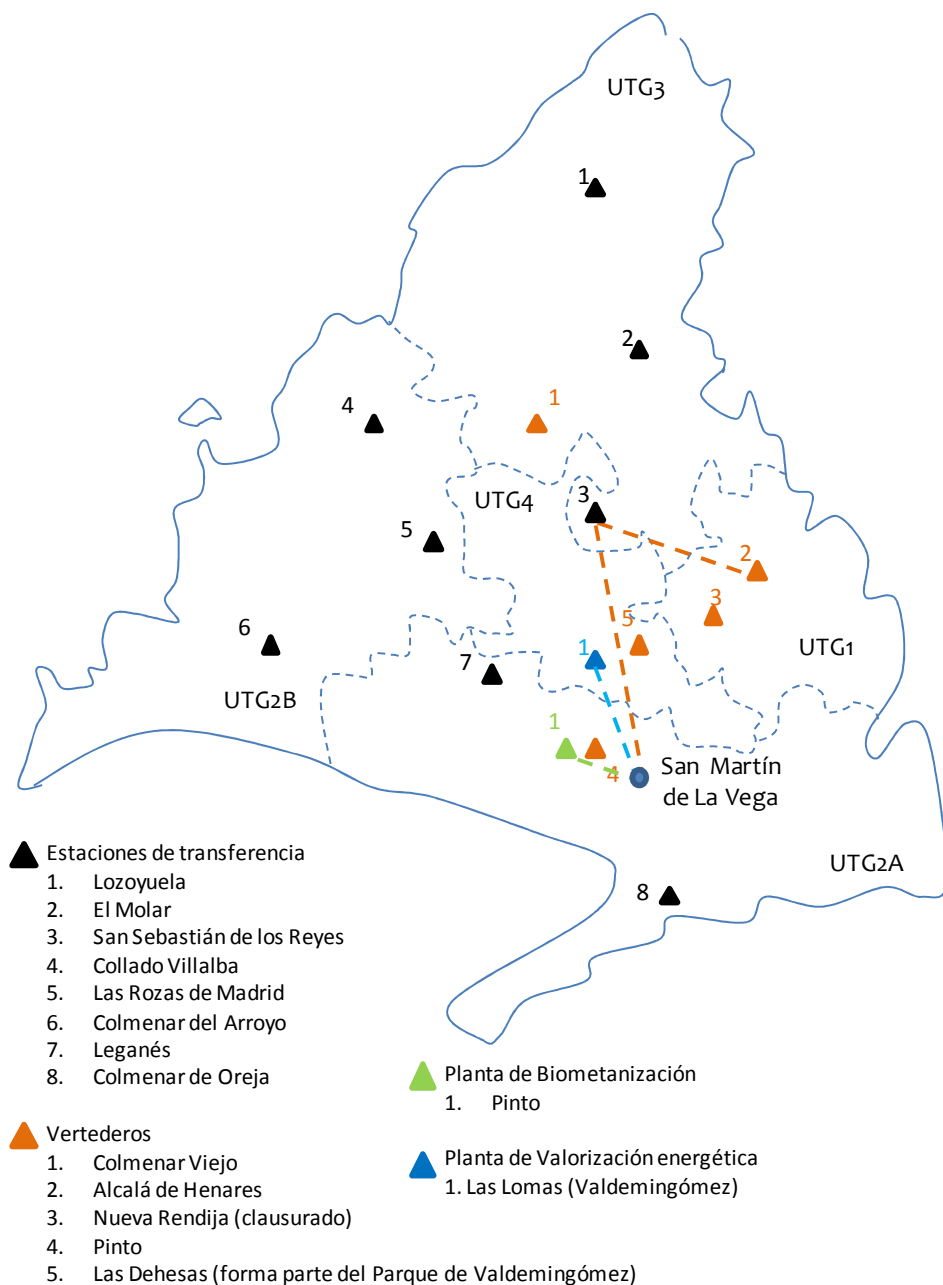 UTG3
1
2
1
4
3
UTG4
5
2
3
5
6
1
7
UTG1
UTG2B
1
4
San Martín
de La Vega
UTG2A
8
Estaciones de transferencia
1. Lozoyuela
2. El Molar
3. San Sebastián de los Reyes
4. Collado Villalba
5. Las Rozas de Madrid
6. Colmenar del Arroyo
7. Leganés
8. Colmenar de Oreja
Planta de Biometanización
1. Pinto
Vertederos
1. Colmenar Viejo
2. Alcalá de Henares
3. Nueva Rendija (clausurado)
4. Pinto
5. Las Dehesas (forma parte del Parque de Valdemingómez)
Planta de Valorización energética
1. Las Lomas (Valdemingómez)